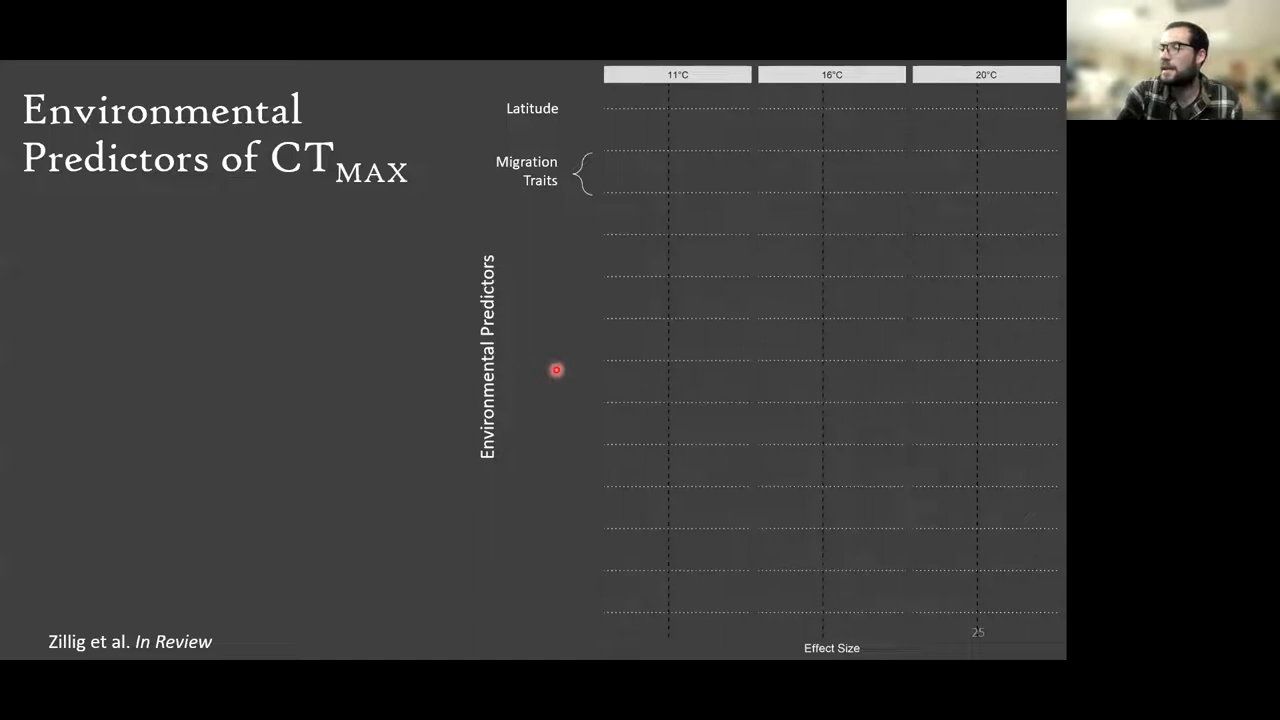 Environmental
Predictors of CTMAX
11°C
16°C
20°C
Latitude
Migration
Traits
Environmental Predictors
Effect Size
25
Zillig et al. In Review